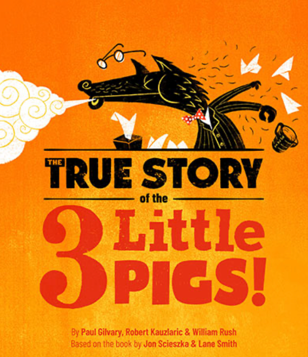 THE TRUE STORY
of the
3 Little
PIGS!
By Paul Gilvary, Robert Kauzlaric & William Rush
Based on the book by Jon Scieszka & Lane Smith